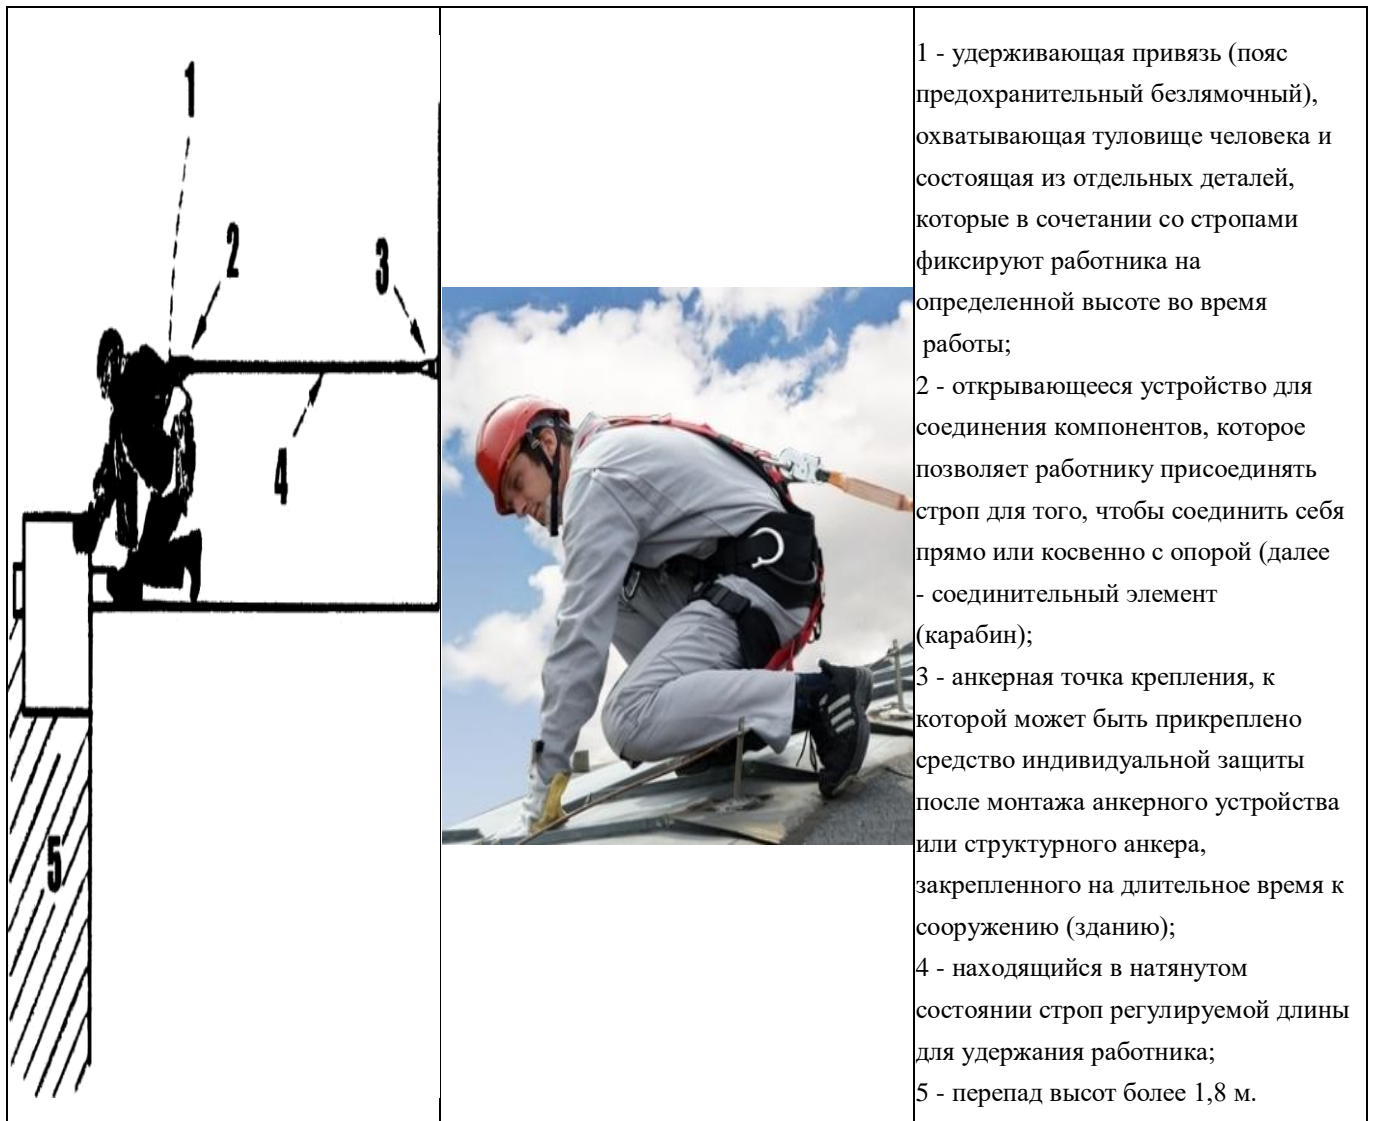 1
2
3
4
5
1 - удерживающая привязь (пояс
предохранительный безлямочный),
охватывающая туловище человека и
состоящая из отдельных деталей,
которые в сочетании со стропами
фиксируют работника на
определенной высоте во время
работы;
2 - открывающееся устройство для
соединения компонентов, которое
позволяет работнику присоединять
строп для того, чтобы соединить себя
прямо или косвенно с опорой (далее
- соединительный элемент
(карабин);
3 - анкерная точка крепления, к
которой может быть прикреплено
средство индивидуальной защиты
после монтажа анкерного устройства
или структурного анкера,
закрепленного на длительное время к
сооружению (зданию);
4 - находящийся в натянутом
состоянии строп регулируемой длины
для удержания работника;
5 - перепад высот более 1,8 м.